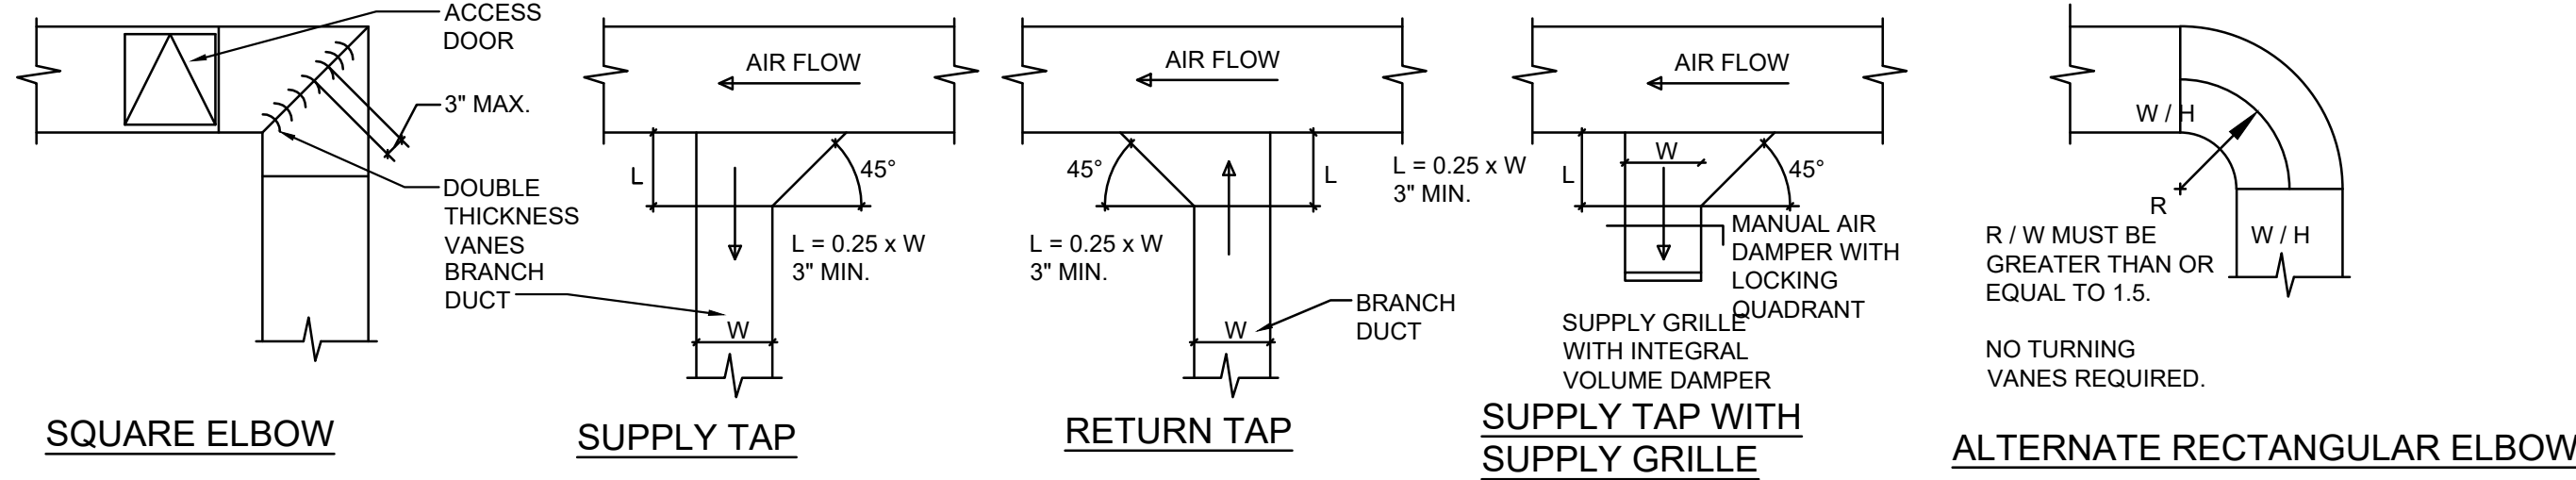 ACCESS
DOOR
3" MAX.
DOUBLE
THICKNESS
VANES
BRANCH
DUCT
SQUARE ELBOW
AIR FLOW
L
45°
L = 0.25 x W
3" MIN.
W
SUPPLY TAP
AIR FLOW
45°
L
L = 0.25 x W
3" MIN.
BRANCH
DUCT
W
RETURN TAP
AIR FLOW
L = 0.25 x W
3" MIN.
L
W
45°
MANUAL AIR
DAMPER WITH
LOCKING
QUADRANT
SUPPLY GRILLE
WITH INTEGRAL
VOLUME DAMPER
SUPPLY TAP WITH
SUPPLY GRILLE
W / H
R
W / H
R / W MUST BE
GREATER THAN OR
EQUAL TO 1.5.
NO TURNING
VANES REQUIRED.
ALTERNATE RECTANGULAR ELBOW